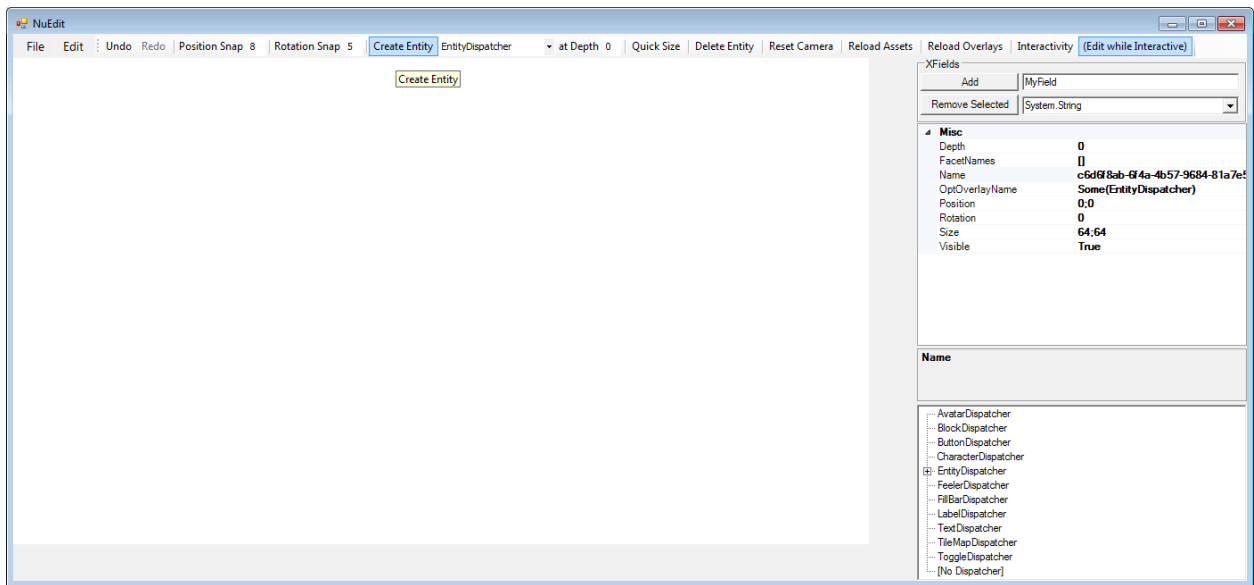 NuEdit
File Edit Undo Redo Position Snap 8 Rotation Snap 5 Create Entity EntityDispatcher at Depth 0 Quick Size Delete Entity Reset Camera Reload Assets Reload Overlays Interactivity (Edit while Interactive)
XFields
Create Entity
Add MyField
Remove Selected System.String
Misc
Depth 0
FacetNames []
Name c6d6f8ab-6f4a-4b57-9684-81a7e5
OptOverlayName Some(EntityDispatcher)
Position 0;0
Rotation 0
Size 64;64
Visible True
Name
AvatarDispatcher
BlockDispatcher
ButtonDispatcher
CharacterDispatcher
EntityDispatcher
FeelerDispatcher
FillBarDispatcher
LabelDispatcher
TextDispatcher
TileMapDispatcher
ToggleDispatcher
[No Dispatcher]